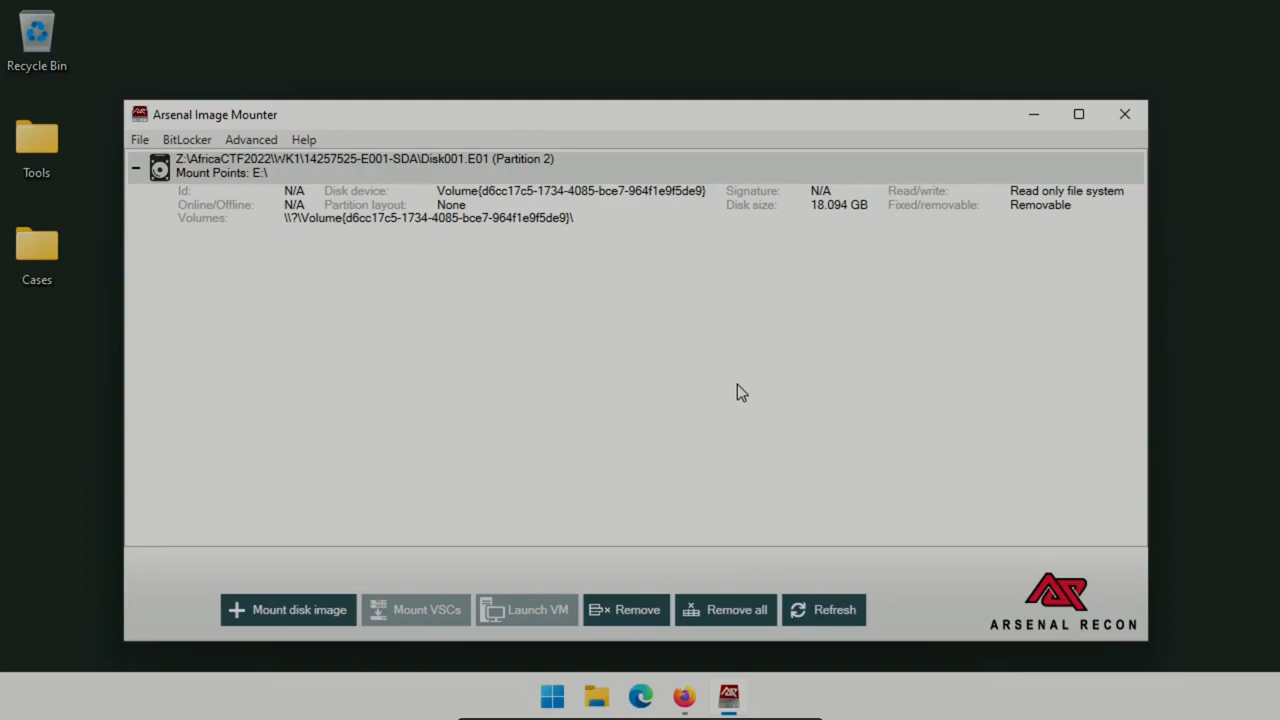 Recycle Bin
Tools
Cases
Arsenal Image Mounter
File BitLocker Advanced Help
Z:\AfricaCTF2022\WK1\14257525-E001-SDA\Disk001.E01 (Partition 2)
Mount Points: E:\
Id: N/A Disk device: Volume{d6cc17c5-1734-4085-bce7-964f1e9f5de9} Signature: N/A Read/write: Read only file system
Online/Offline: N/A Partition layout: None Disk size: 18.094 GB Fixed/removable: Removable
Volumes: \\?\Volume{d6cc17c5-1734-4085-bce7-964f1e9f5de9}\
Mount disk image Mount VSCs Launch VM Remove Remove all Refresh
ARSENAL RECON